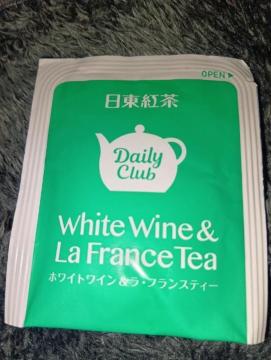 OPEN▶
日東紅茶
Daily
Club
White Wine &
La France Tea
ホワイトワイン&ラ・フランスティー